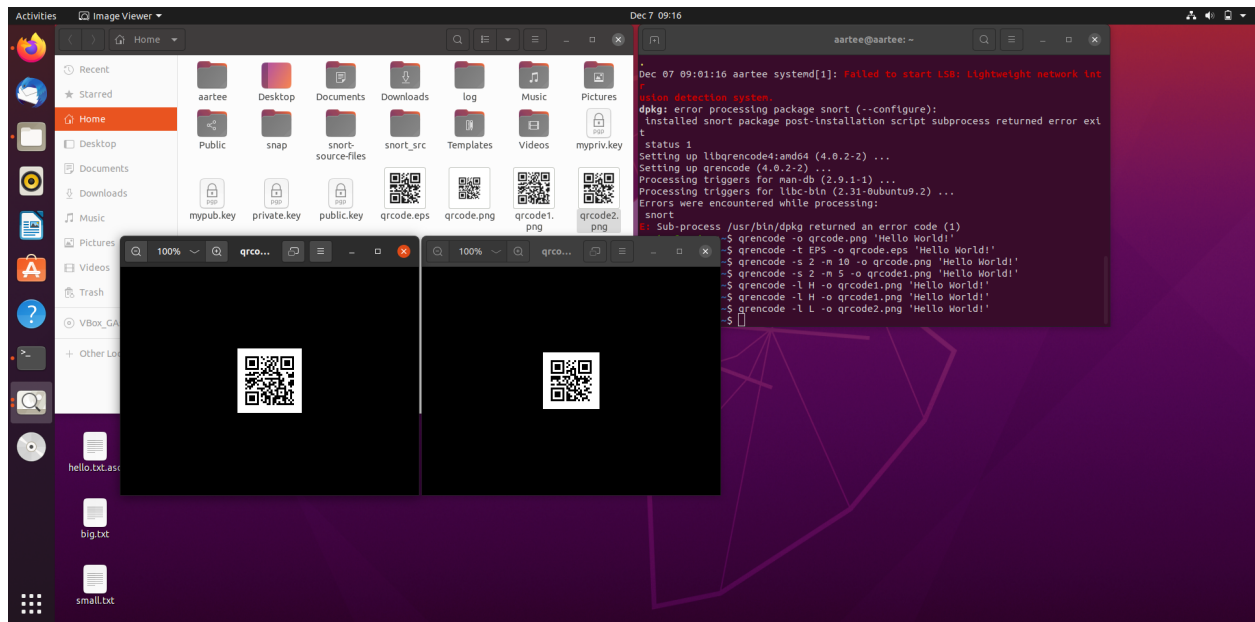 Activities
Image Viewer
Dec 7 09:16
Home
aartee@aartee: ~
Recent
Starred
Home
Desktop
Documents
Downloads
Music
Pictures
Videos
Trash
VBox_GA
Other Loc
aartee
Desktop
Documents
Downloads
log
Music
Pictures
Public
snap
snort-
source-files
snort_src
Templates
Videos
mypriv.key
mypub.key
private.key
public.key
qrcode.eps
qrcode.png
qrcode1.
png
qrcode2.
png
.
Dec 07 09:01:16 aartee systemd[1]: Failed to start LSB: Lightweight network int
r
usion detection system.
dpkg: error processing package snort (--configure):
installed snort package post-installation script subprocess returned error exi
t
status 1
Setting up libqrencode4:amd64 (4.0.2-2) ...
Setting up qrencode (4.0.2-2) ...
Processing triggers for man-db (2.9.1-1) ...
Processing triggers for libc-bin (2.31-0ubuntu9.2) ...
Errors were encountered while processing:
snort
E: Sub-process /usr/bin/dpkg returned an error code (1)
~$ qrencode -o qrcode.png 'Hello World!'
~$ qrencode -t EPS -o qrcode.eps 'Hello World!'
~$ qrencode -s 2 -m 10 -o qrcode.png 'Hello World!'
~$ qrencode -s 2 -m 5 -o qrcode1.png 'Hello World!'
~$ qrencode -l H -o qrcode1.png 'Hello World!'
~$ qrencode -l H -o qrcode1.png 'Hello World!'
~$ qrencode -l L -o qrcode2.png 'Hello World!'
~$
100%
qrco...
100%
qrco...
hello.txt.asc
big.txt
small.txt